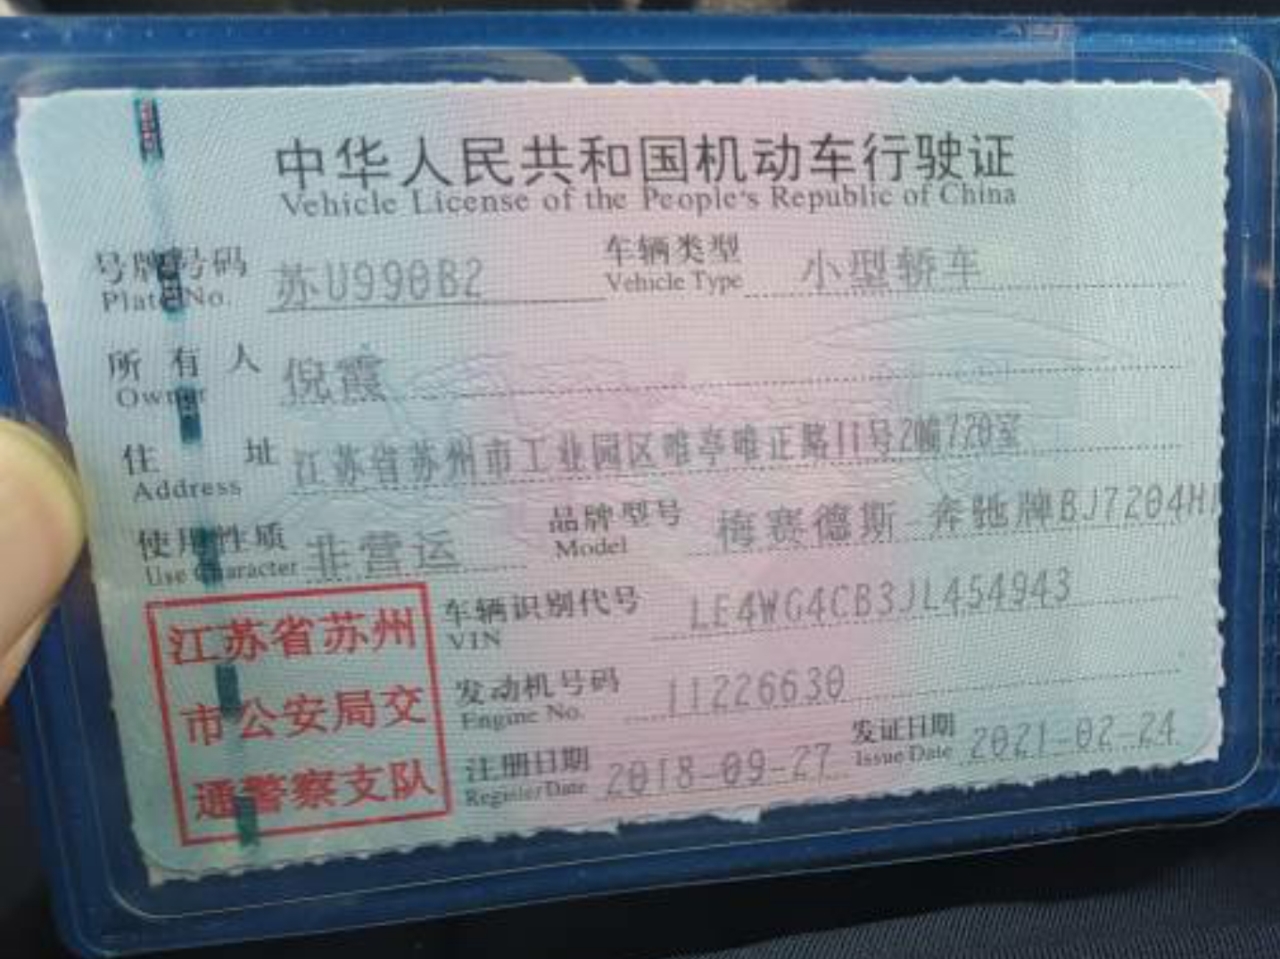 中华人民共和国机动车行驶证
Vehicle License of the People's Republic of China
号牌号码 苏U990B2 车辆类型 小型轿车
Plate No. Vehicle Type
所有人 倪霞
Owner
住址 江苏省苏州市工业园区唯亭唯正路11号2幢720室
Address
使用性质 非营运 品牌型号 梅赛德斯-奔驰牌BJ7204H
Use Character Model
车辆识别代号 LE4WG4CB3JL454943
VIN
发动机号码 11226630
Engine No.
注册日期 2018-09-27 发证日期 2021-02-24
Register Date Issue Date
江苏省苏州
市公安局交
通警察支队